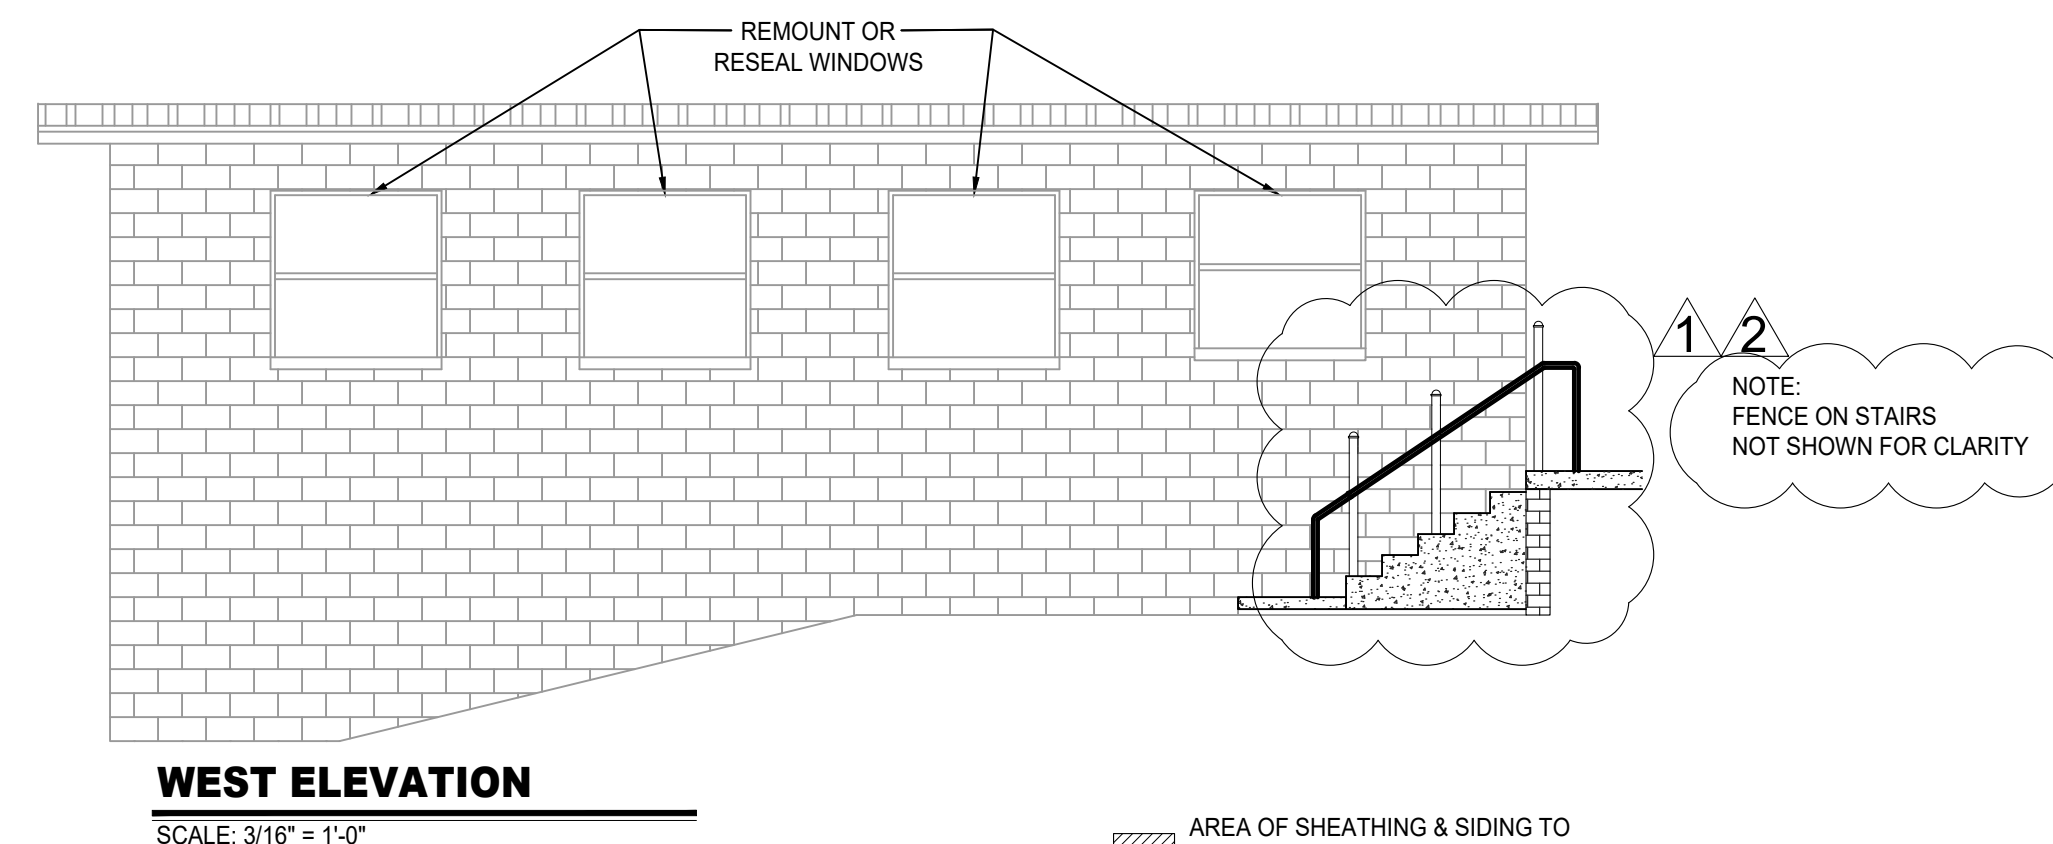 REMOUNT OR
RESEAL WINDOWS
1 2
NOTE:
FENCE ON STAIRS
NOT SHOWN FOR CLARITY
WEST ELEVATION
SCALE: 3/16" = 1'-0"
AREA OF SHEATHING & SIDING TO